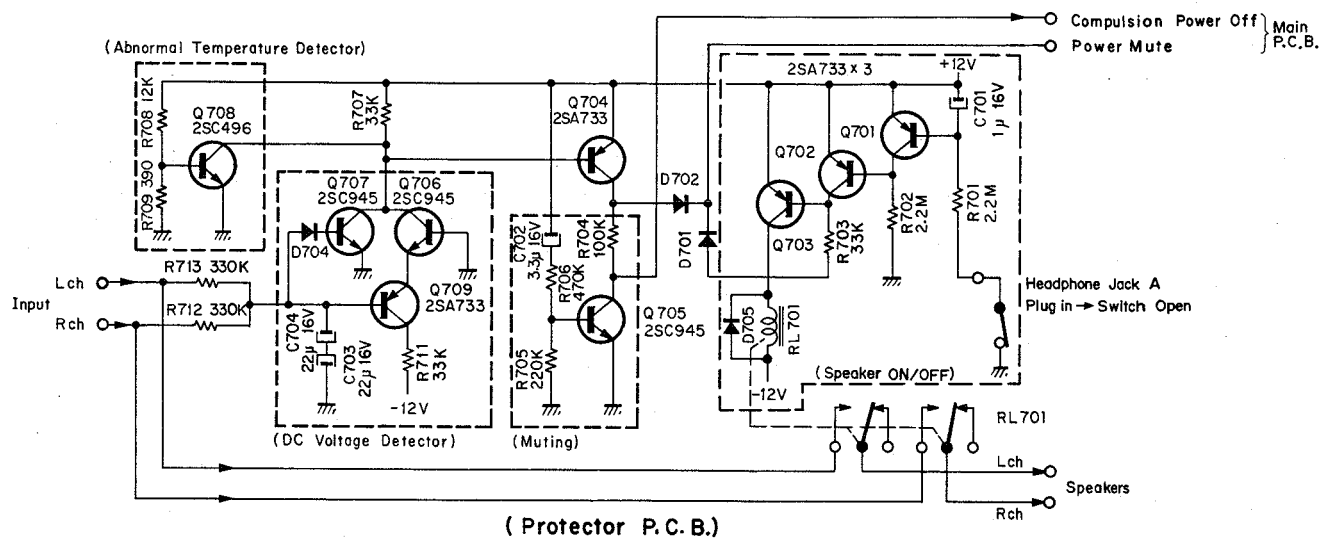 Compulsion Power Off
Power Mute
Main
P.C.B.
(Abnormal Temperature Detector)
R708 12K
R709 390
Q708
2SC496
R707
33K
Q704
2SA733
2SA733 × 3
+12V
C701
1μ 16V
Q701
Q702
Q703
R701
2.2M
R702
2.2M
R703
33K
D702
D701
Q707
2SC945
Q706
2SC945
D704
Q709
2SA733
R711
33K
-12V
C704
22μ 16V
C703
22μ 16V
(DC Voltage Detector)
C702
3.3μ 16V
R704
100K
R706
470K
Q705
2SC945
R705
220K
(Muting)
R713 330K
R712 330K
Input
Lch
Rch
D705
RL701
-12V
Headphone Jack A
Plug in → Switch Open
(Speaker ON/OFF)
RL701
Lch
Speakers
Rch
( Protector P. C. B.)